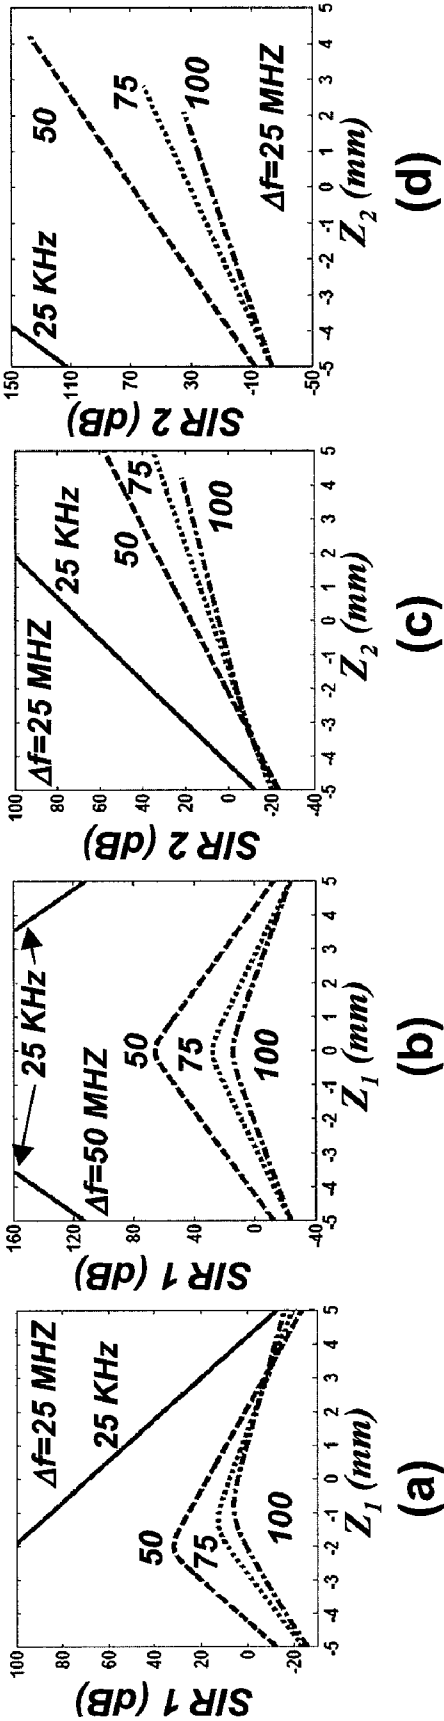 SIR 1 (dB)
100
80
60
40
20
0
-20
Δf=25 MHZ
25 KHz
50
75
100
-5 -4 -3 -2 -1 0 1 2 3 4 5
Z1 (mm)
(a)
SIR 1 (dB)
160
120
80
40
0
-40
25 KHz
Δf=50 MHZ
50
75
100
-5 -4 -3 -2 -1 0 1 2 3 4 5
Z1 (mm)
(b)
SIR 2 (dB)
100
80
60
40
20
0
-20
-40
Δf=25 MHZ
25 KHz
50
75
100
-5 -4 -3 -2 -1 0 1 2 3 4 5
Z2 (mm)
(c)
SIR 2 (dB)
150
110
70
30
-10
-50
25 KHz
50
75
100
Δf=25 MHZ
-5 -4 -3 -2 -1 0 1 2 3 4 5
Z2 (mm)
(d)